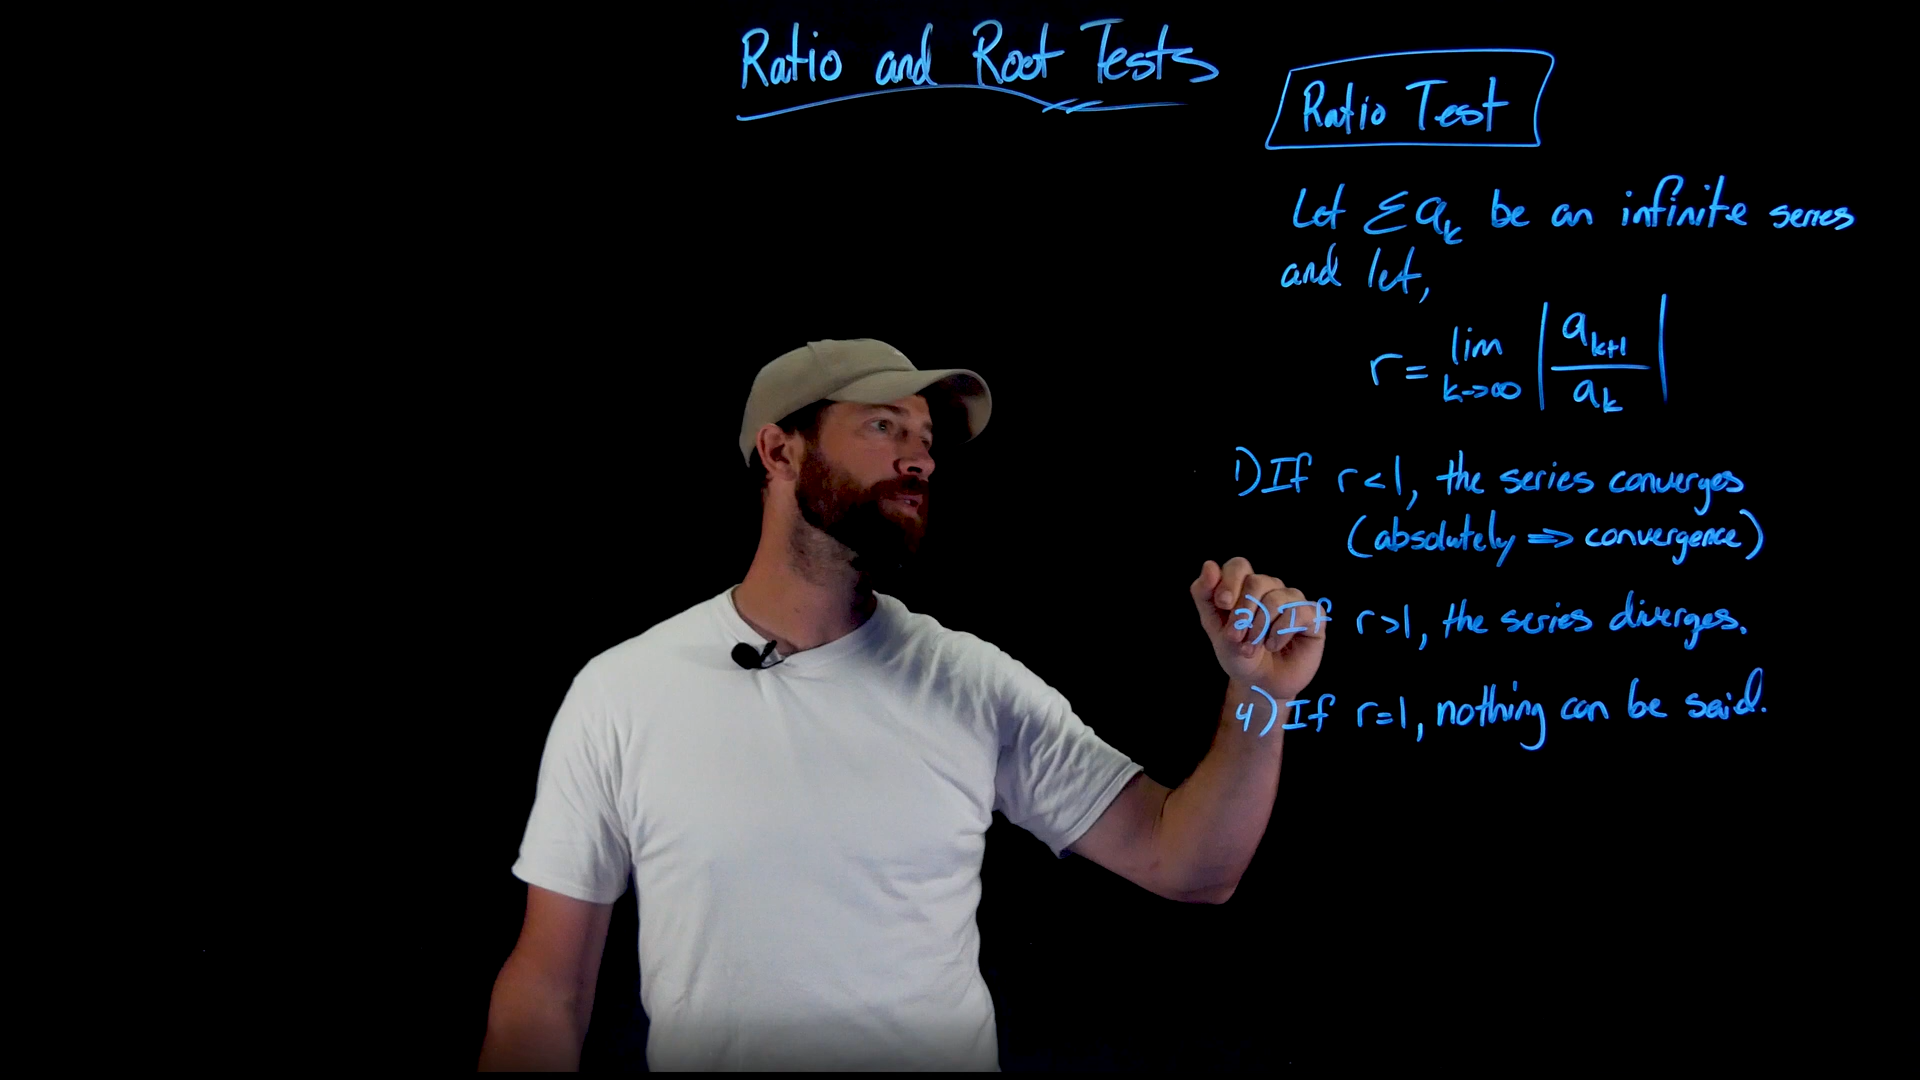 Ratio and Root Tests
Ratio Test
Let Σa_k be an infinite series
and let,
r = lim_{k→∞} |a_{k+1} / a_k|
1) If r < 1, the series converges
(absolutely ⇒ convergence)
2) If r > 1, the series diverges.
4) If r = 1, nothing can be said.